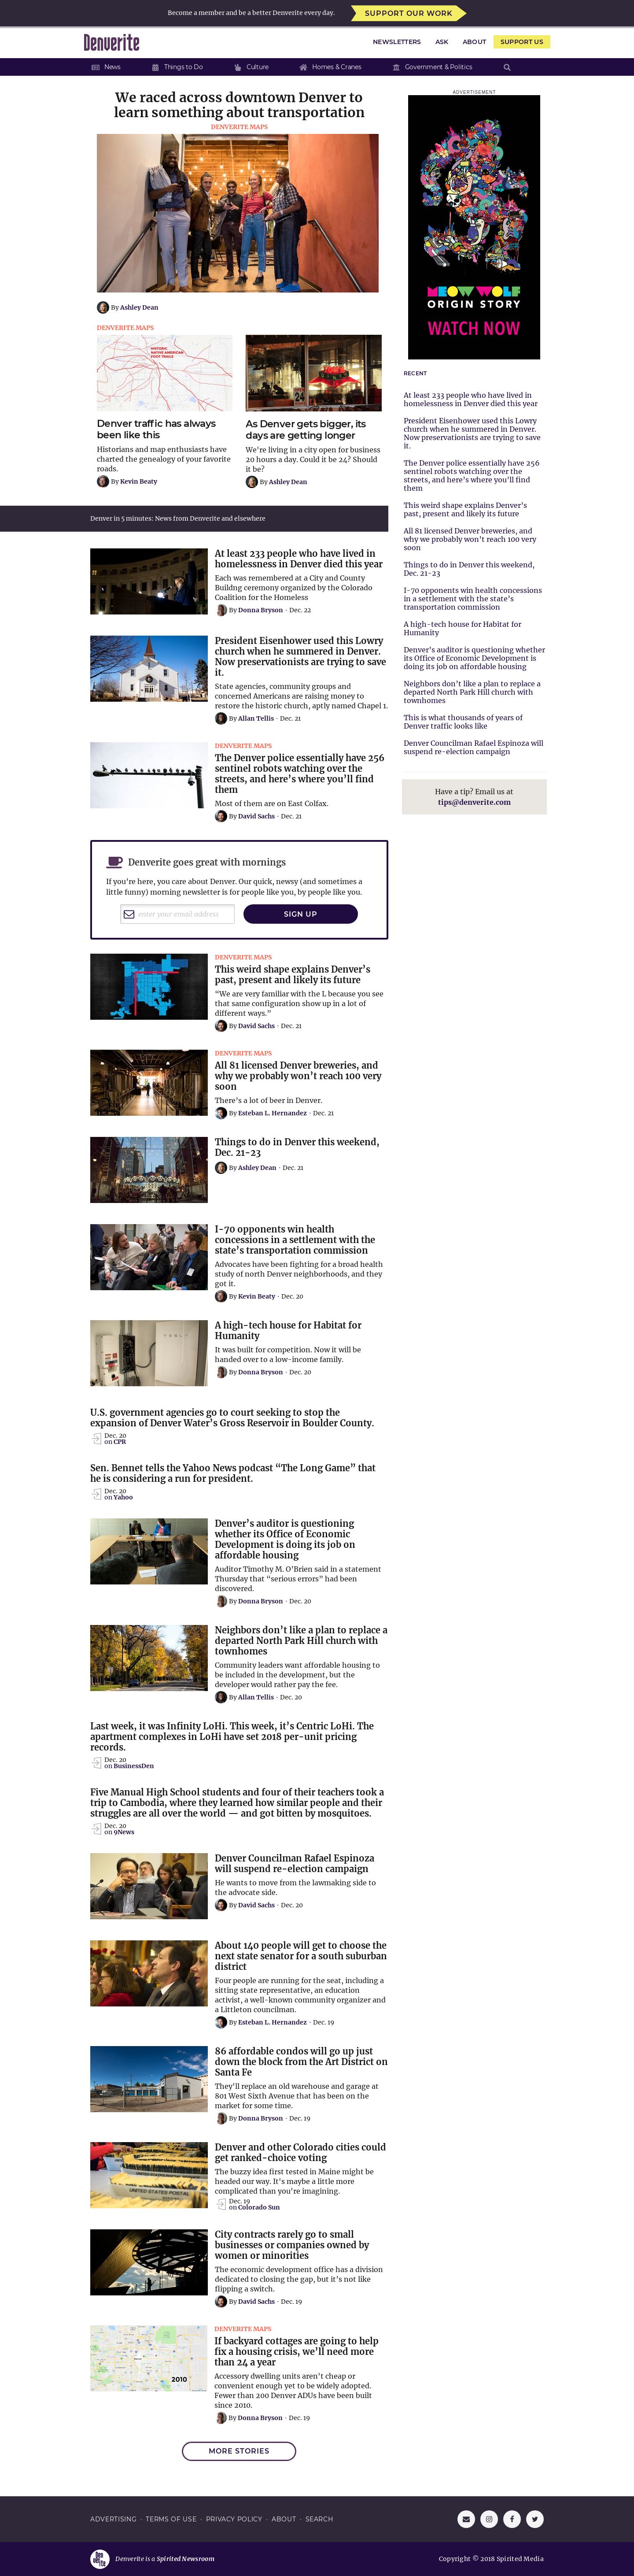 Become a member and be a better Denverite every day.
SUPPORT OUR WORK
Denverite
NEWSLETTERS
ASK
ABOUT
SUPPORT US
News
Things to Do
Culture
Homes & Cranes
Government & Politics
We raced across downtown Denver to
learn something about transportation
DENVERITE MAPS
By Ashley Dean
DENVERITE MAPS
HISTORIC
NATIVE AMERICAN
FOOT TRAILS
Denver traffic has always
been like this
Historians and map enthusiasts have
charted the genealogy of your favorite
roads.
By Kevin Beaty
24
As Denver gets bigger, its
days are getting longer
We're living in a city open for business
20 hours a day. Could it be 24? Should
it be?
By Ashley Dean
ADVERTISEMENT
MEOW WOLF
ORIGIN STORY
WATCH NOW
RECENT
At least 233 people who have lived in
homelessness in Denver died this year
President Eisenhower used this Lowry
church when he summered in Denver.
Now preservationists are trying to save
it.
The Denver police essentially have 256
sentinel robots watching over the
streets, and here's where you'll find
them
This weird shape explains Denver's
past, present and likely its future
All 81 licensed Denver breweries, and
why we probably won't reach 100 very
soon
Things to do in Denver this weekend,
Dec. 21-23
I-70 opponents win health concessions
in a settlement with the state's
transportation commission
A high-tech house for Habitat for
Humanity
Denver's auditor is questioning whether
its Office of Economic Development is
doing its job on affordable housing
Neighbors don't like a plan to replace a
departed North Park Hill church with
townhomes
This is what thousands of years of
Denver traffic looks like
Denver Councilman Rafael Espinoza will
suspend re-election campaign
Have a tip? Email us at
tips@denverite.com
Denver in 5 minutes: News from Denverite and elsewhere
At least 233 people who have lived in
homelessness in Denver died this year
Each was remembered at a City and County
Buildng ceremony organized by the Colorado
Coalition for the Homeless
By Donna Bryson · Dec. 22
President Eisenhower used this Lowry
church when he summered in Denver.
Now preservationists are trying to save
it.
State agencies, community groups and
concerned Americans are raising money to
restore the historic church, aptly named Chapel 1.
By Allan Tellis · Dec. 21
DENVERITE MAPS
The Denver police essentially have 256
sentinel robots watching over the
streets, and here's where you'll find
them
Most of them are on East Colfax.
By David Sachs · Dec. 21
Denverite goes great with mornings
If you're here, you care about Denver. Our quick, newsy (and sometimes a
little funny) morning newsletter is for people like you, by people like you.
enter your email address
SIGN UP
DENVERITE MAPS
This weird shape explains Denver's
past, present and likely its future
“We are very familiar with the L because you see
that same configuration show up in a lot of
different ways.”
By David Sachs · Dec. 21
DENVERITE MAPS
All 81 licensed Denver breweries, and
why we probably won't reach 100 very
soon
There's a lot of beer in Denver.
By Esteban L. Hernandez · Dec. 21
Things to do in Denver this weekend,
Dec. 21-23
By Ashley Dean · Dec. 21
I-70 opponents win health
concessions in a settlement with the
state's transportation commission
Advocates have been fighting for a broad health
study of north Denver neighborhoods, and they
got it.
By Kevin Beaty · Dec. 20
A high-tech house for Habitat for
Humanity
It was built for competition. Now it will be
handed over to a low-income family.
By Donna Bryson · Dec. 20
U.S. government agencies go to court seeking to stop the
expansion of Denver Water's Gross Reservoir in Boulder County.
Dec. 20
on CPR
Sen. Bennet tells the Yahoo News podcast “The Long Game” that
he is considering a run for president.
Dec. 20
on Yahoo
Denver's auditor is questioning
whether its Office of Economic
Development is doing its job on
affordable housing
Auditor Timothy M. O'Brien said in a statement
Thursday that “serious errors” had been
discovered.
By Donna Bryson · Dec. 20
Neighbors don't like a plan to replace a
departed North Park Hill church with
townhomes
Community leaders want affordable housing to
be included in the development, but the
developer would rather pay the fee.
By Allan Tellis · Dec. 20
Last week, it was Infinity LoHi. This week, it's Centric LoHi. The
apartment complexes in LoHi have set 2018 per-unit pricing
records.
Dec. 20
on BusinessDen
Five Manual High School students and four of their teachers took a
trip to Cambodia, where they learned how similar people and their
struggles are all over the world — and got bitten by mosquitoes.
Dec. 20
on 9News
Denver Councilman Rafael Espinoza
will suspend re-election campaign
He wants to move from the lawmaking side to
the advocate side.
By David Sachs · Dec. 20
About 140 people will get to choose the
next state senator for a south suburban
district
Four people are running for the seat, including a
sitting state representative, an education
activist, a well-known community organizer and
a Littleton councilman.
By Esteban L. Hernandez · Dec. 19
86 affordable condos will go up just
down the block from the Art District on
Santa Fe
They'll replace an old warehouse and garage at
801 West Sixth Avenue that has been on the
market for some time.
By Donna Bryson · Dec. 19
UNITED STATES POSTAL
Denver and other Colorado cities could
get ranked-choice voting
The buzzy idea first tested in Maine might be
headed our way. It's maybe a little more
complicated than you're imagining.
Dec. 19
on Colorado Sun
City contracts rarely go to small
businesses or companies owned by
women or minorities
The economic development office has a division
dedicated to closing the gap, but it's not like
flipping a switch.
By David Sachs · Dec. 19
2010
DENVERITE MAPS
If backyard cottages are going to help
fix a housing crisis, we'll need more
than 24 a year
Accessory dwelling units aren't cheap or
convenient enough yet to be widely adopted.
Fewer than 200 Denver ADUs have been built
since 2010.
By Donna Bryson · Dec. 19
MORE STORIES
ADVERTISING · TERMS OF USE · PRIVACY POLICY · ABOUT · SEARCH
Den
ver
ite
Denverite is a Spirited Newsroom
Copyright © 2018 Spirited Media